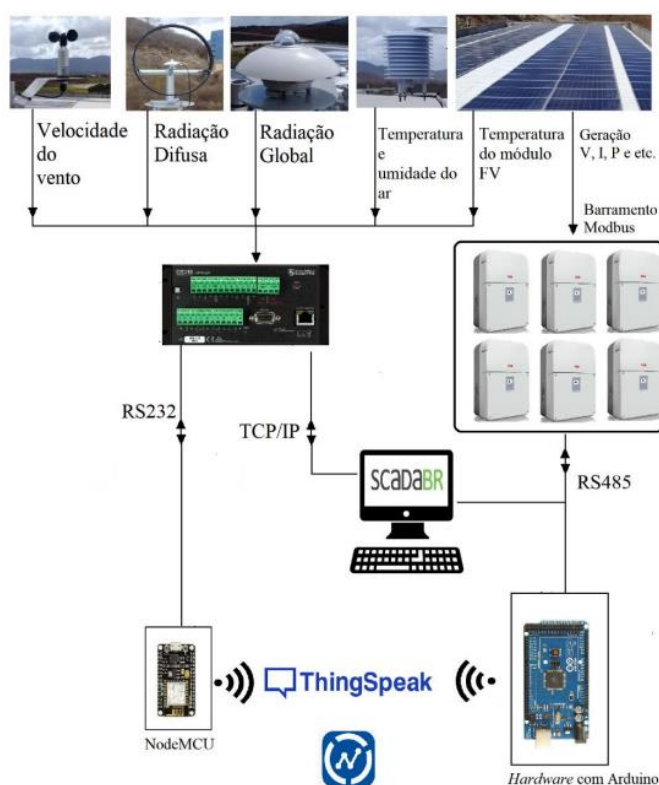 Velocidade
do
vento
Radiação
Difusa
Radiação
Global
Temperatura
e
umidade do
ar
Temperatura
do módulo
FV
Geração
V, I, P e etc.
Barramento
Modbus
RS232
TCP/IP
SCADABR
RS485
ThingSpeak
NodeMCU
Hardware com Arduino